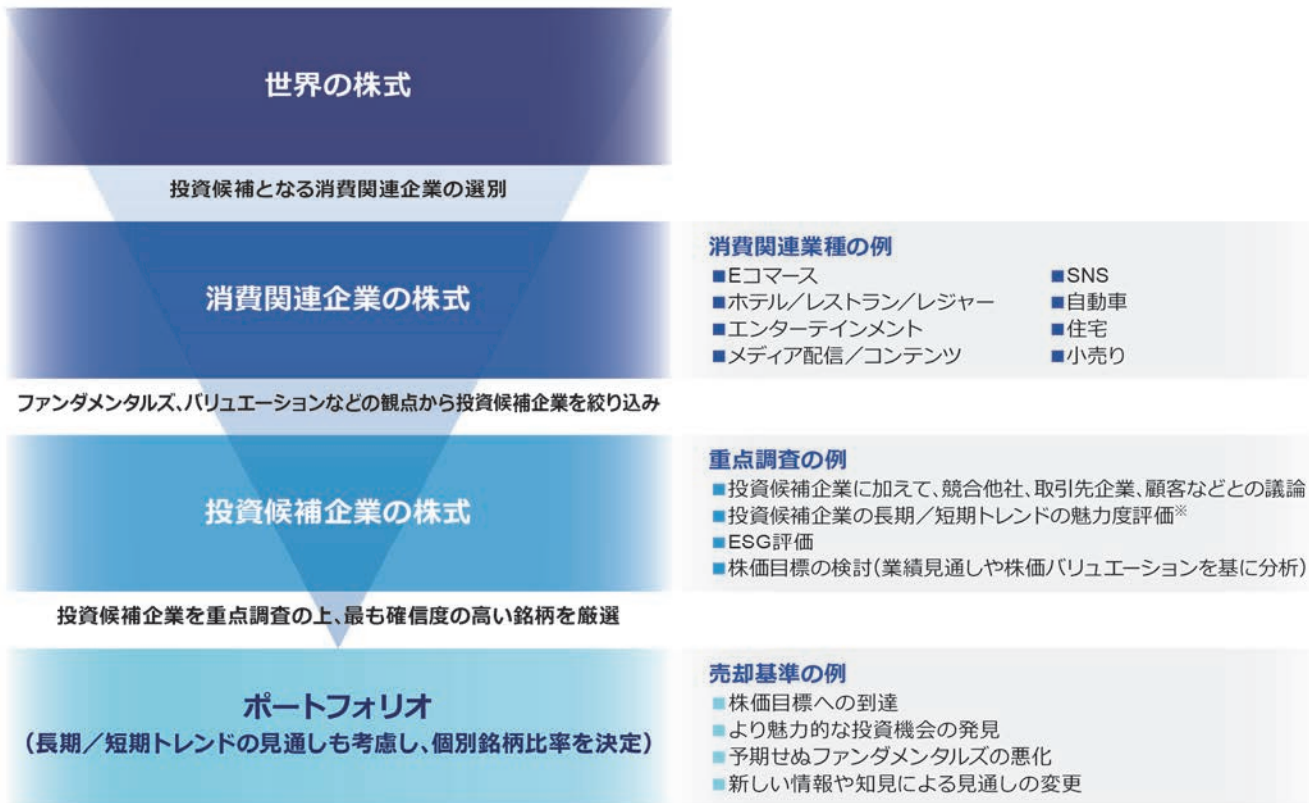 世界の株式
投資候補となる消費関連企業の選別
消費関連企業の株式
消費関連業種の例
■Eコマース
■SNS
■ホテル／レストラン／レジャー
■自動車
■エンターテインメント
■住宅
■メディア配信／コンテンツ
■小売り
ファンダメンタルズ、バリュエーションなどの観点から投資候補企業を絞り込み
投資候補企業の株式
重点調査の例
■投資候補企業に加えて、競合他社、取引先企業、顧客などとの議論
■投資候補企業の長期／短期トレンドの魅力度評価※
■ESG評価
■株価目標の検討（業績見通しや株価バリュエーションを基に分析）
投資候補企業を重点調査の上、最も確信度の高い銘柄を厳選
ポートフォリオ
（長期／短期トレンドの見通しも考慮し、個別銘柄比率を決定）
売却基準の例
■株価目標への到達
■より魅力的な投資機会の発見
■予期せぬファンダメンタルズの悪化
■新しい情報や知見による見通しの変更